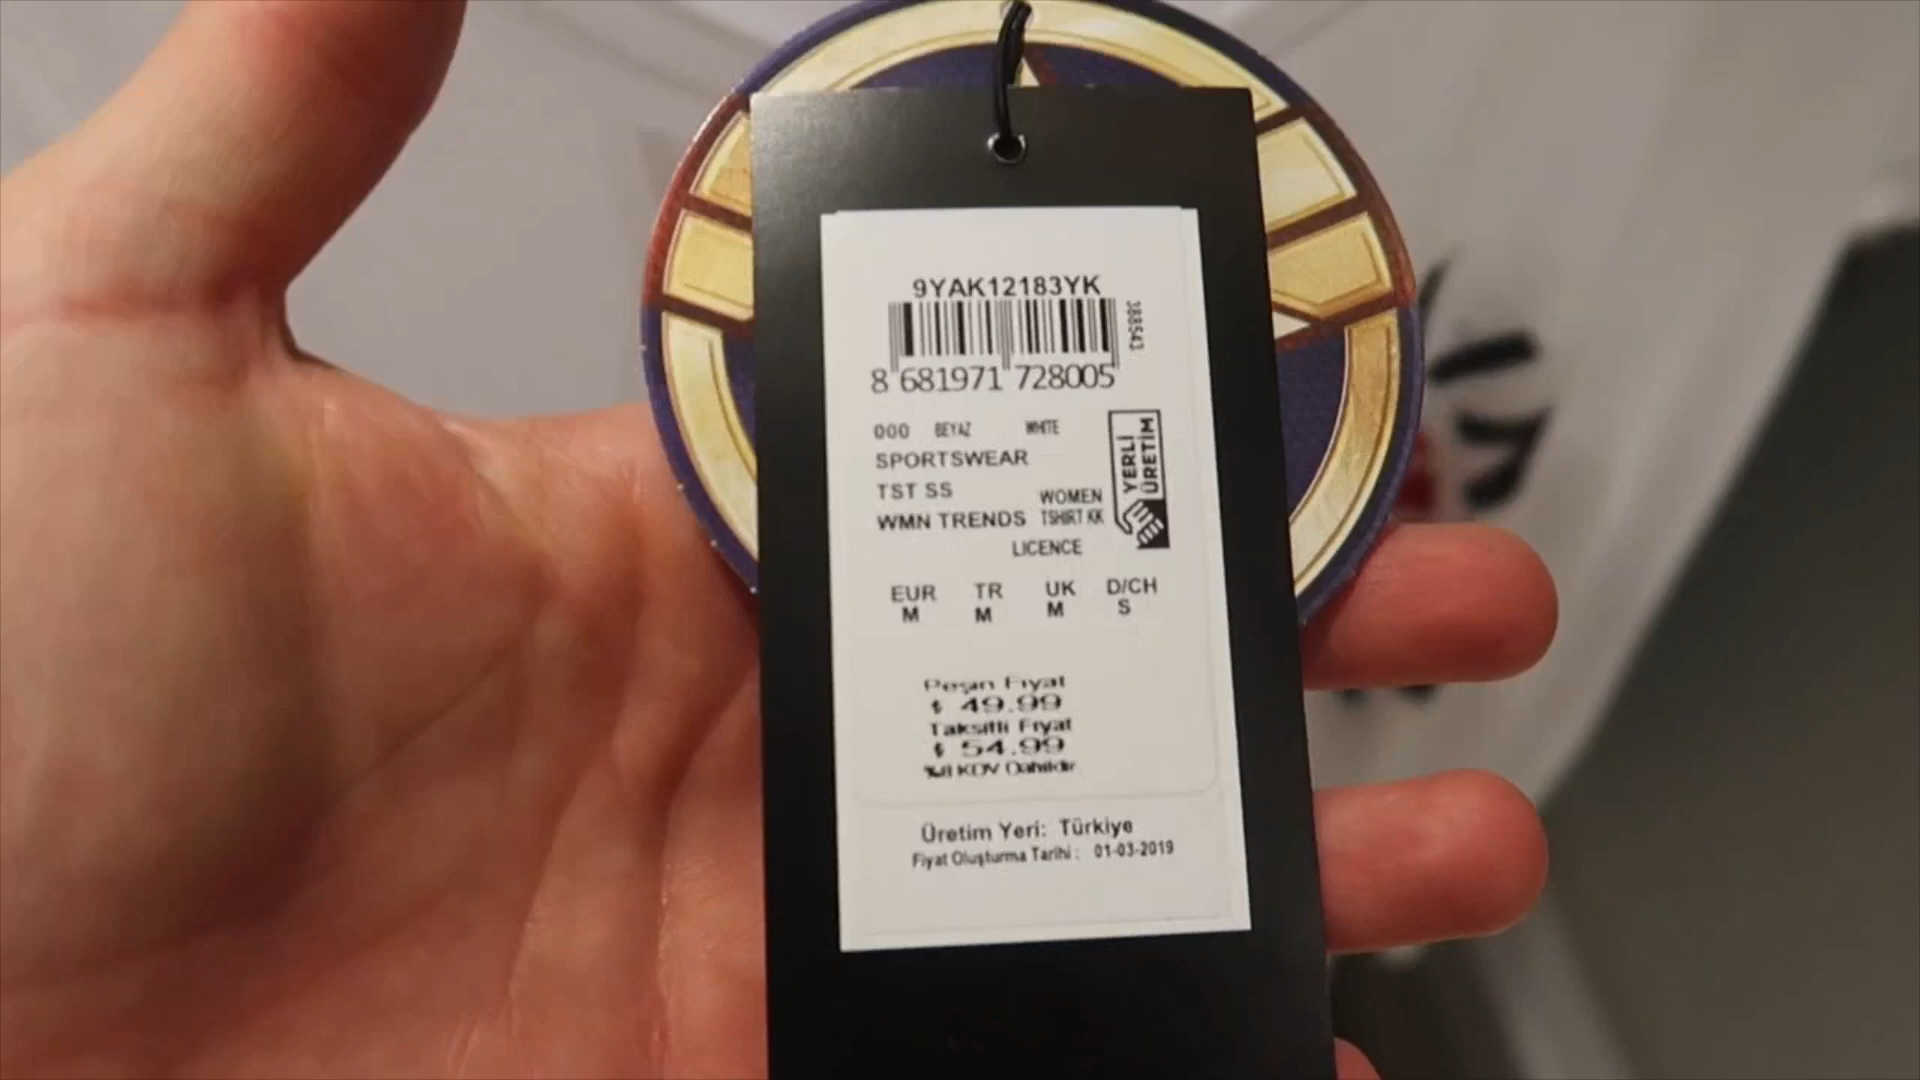 9YAK12183YK
388543
8 681971 728005
000 BEYAZ WHITE
SPORTSWEAR
TST SS
WOMEN
WMN TRENDS TSHIRT KK
LICENCE
YERLİ
ÜRETİM
EUR TR UK D/CH
M M M S
Peşin Fiyat
₺ 49.99
Taksitli Fiyat
₺ 54.99
%8 KDV Dahildir
Üretim Yeri: Türkiye
Fiyat Oluşturma Tarihi : 01-03-2019